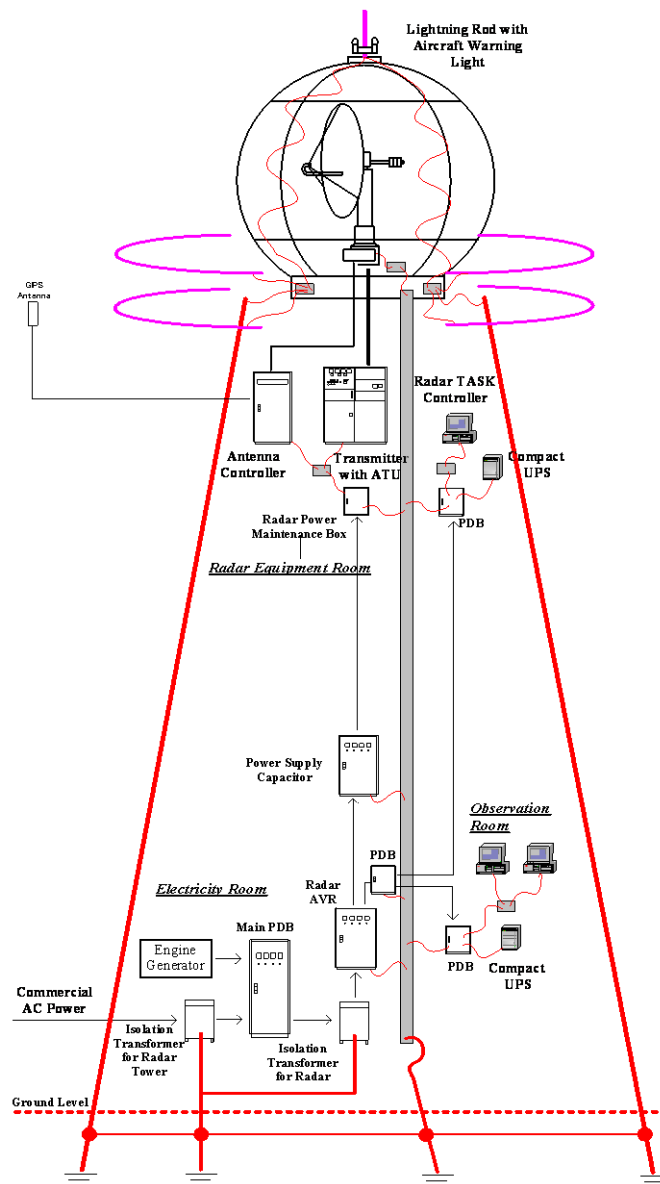 Lightning Rod with
Aircraft Warning
Light
GPS
Antenna
Radar TASK
Controller
Antenna
Controller
Transmitter
with ATU
Compact
UPS
PDB
Radar Power
Maintenance Box
Radar Equipment Room
Power Supply
Capacitor
Observation
Room
PDB
Electricity Room
Radar
AVR
Main PDB
Engine
Generator
PDB
Compact
UPS
Commercial
AC Power
Isolation
Transformer
for Radar
Tower
Isolation
Transformer
for Radar
Ground Level